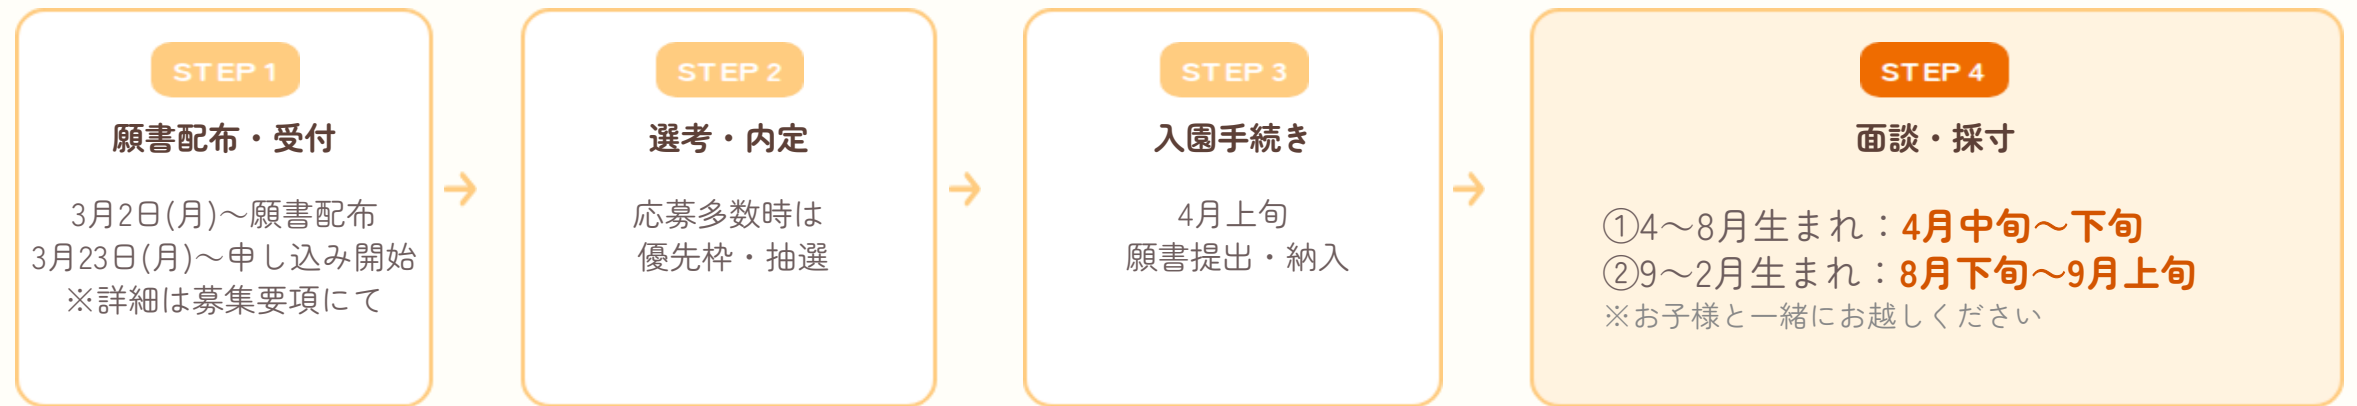 STEP 1
願書配布・受付
3月2日(月)～願書配布
3月23日(月)～申し込み開始
※詳細は募集要項にて
→
STEP 2
選考・内定
応募多数時は
優先枠・抽選
→
STEP 3
入園手続き
4月上旬
願書提出・納入
→
STEP 4
面談・採寸
①4～8月生まれ：4月中旬～下旬
②9～2月生まれ：8月下旬～9月上旬
※お子様と一緒にお越しください